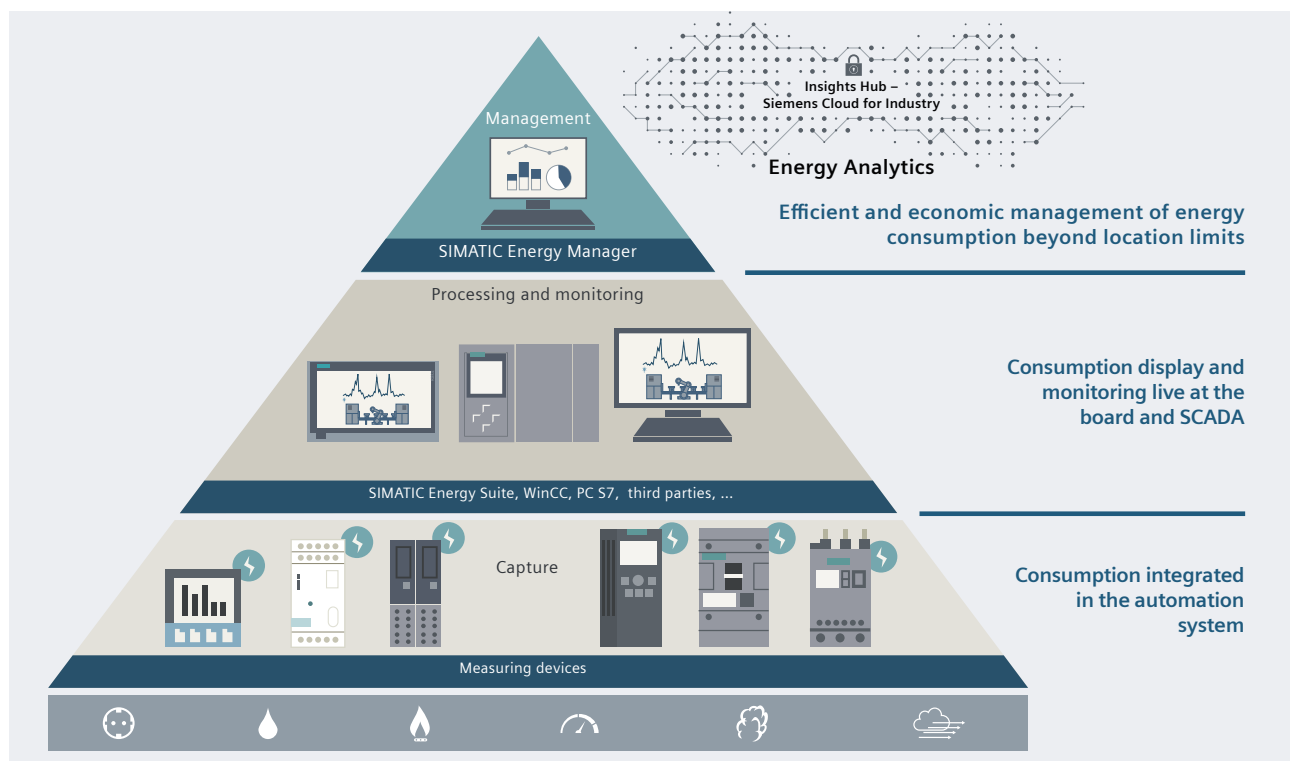 Insights Hub –
Siemens Cloud for Industry
Energy Analytics
Management
Efficient and economic management of energy
consumption beyond location limits
SIMATIC Energy Manager
Processing and monitoring
Consumption display and
monitoring live at the
board and SCADA
SIMATIC Energy Suite, WinCC, PC S7, third parties, ...
Capture
Consumption integrated
in the automation
system
Measuring devices